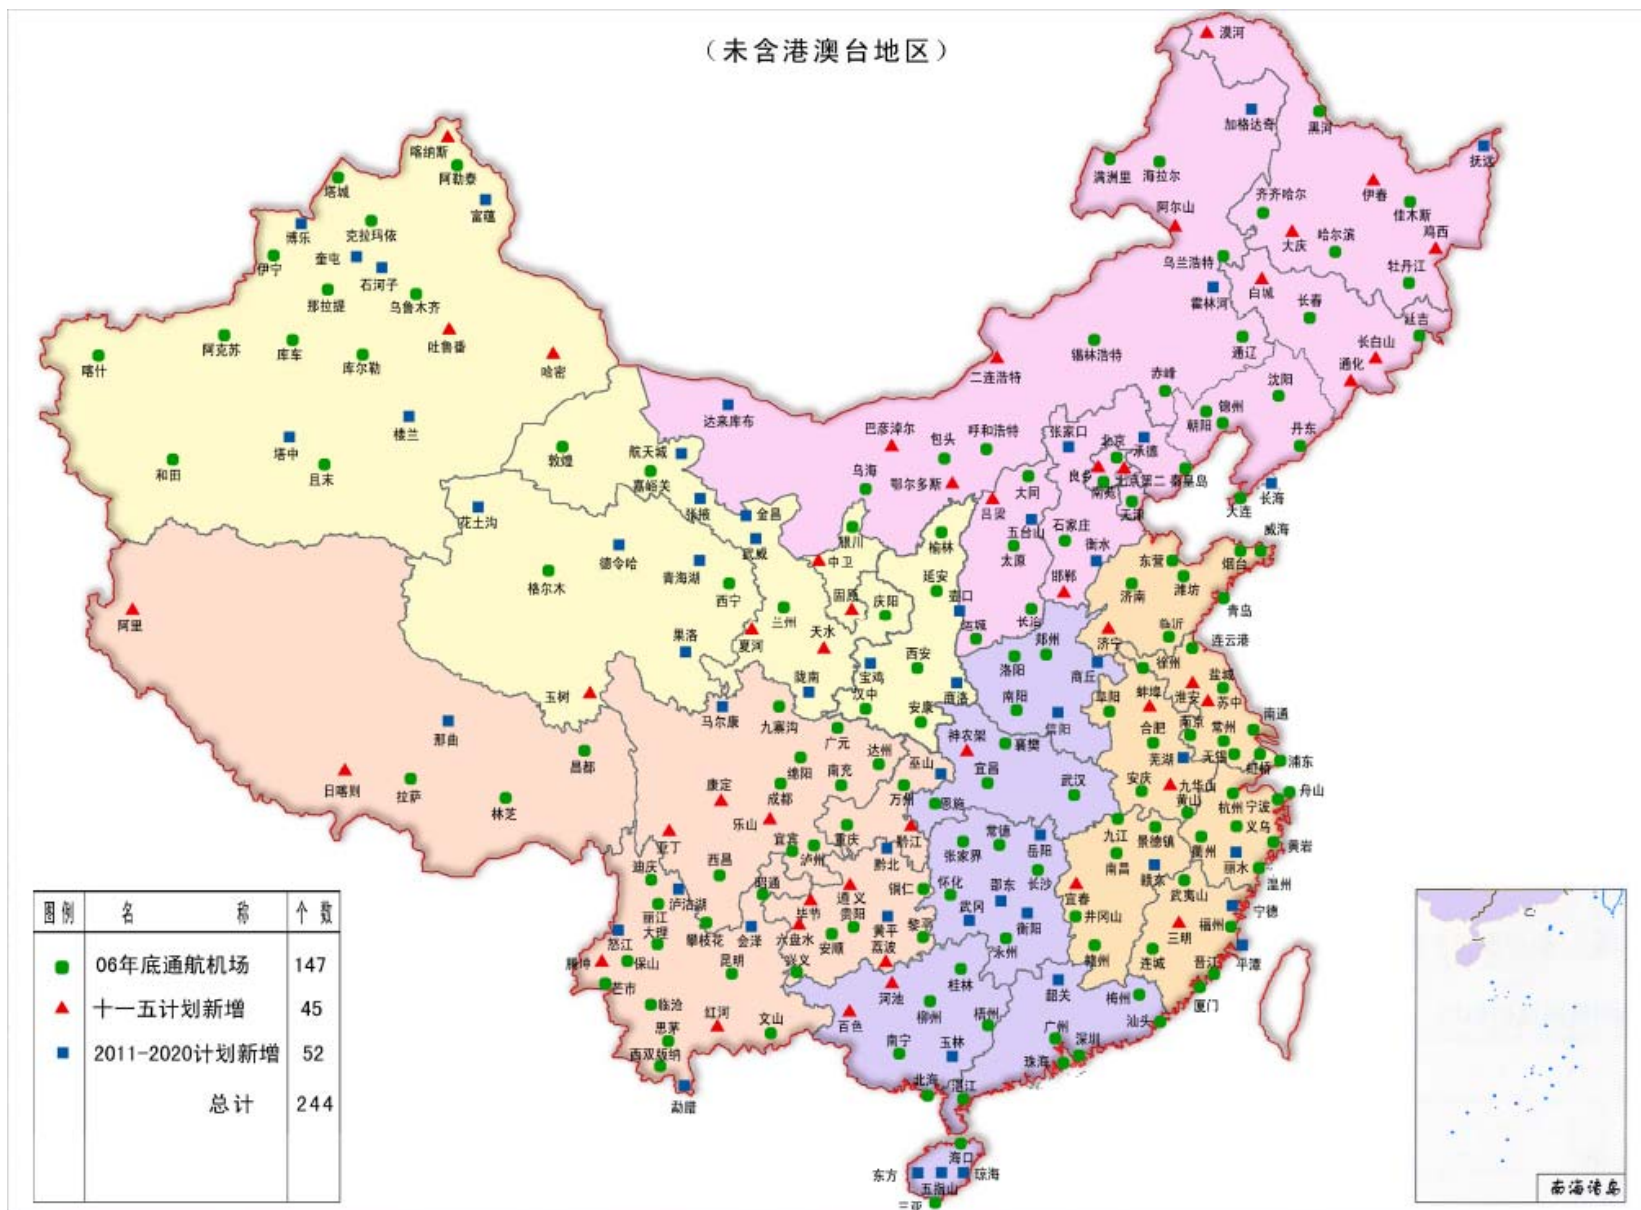 （未含港澳台地区）
漠河
加格达奇
黑河
抚远
喀纳斯
阿勒泰
塔城
富蕴
满洲里
海拉尔
齐齐哈尔
伊春
佳木斯
阿尔山
大庆
哈尔滨
鸡西
博乐
克拉玛依
奎屯
石河子
伊宁
那拉提
乌鲁木齐
乌兰浩特
白城
牡丹江
霍林河
长春
延吉
吐鲁番
阿克苏
库车
库尔勒
喀什
哈密
锡林浩特
通辽
长白山
二连浩特
通化
赤峰
沈阳
达来库布
楼兰
塔中
和田
且末
敦煌
航天城
嘉峪关
巴彦淖尔
包头
呼和浩特
张家口
北京
承德
朝阳
锦州
丹东
乌海
鄂尔多斯
大同
良乡
南苑
北京第二
秦皇岛
天津
大连
长海
花土沟
张掖
金昌
武威
吕梁
五台山
石家庄
威海
银川
榆林
太原
衡水
东营
烟台
德令哈
青海湖
格尔木
西宁
中卫
延安
壶口
邯郸
济南
潍坊
青岛
阿里
兰州
固原
庆阳
运城
长治
郑州
济宁
临沂
连云港
果洛
夏河
天水
西安
洛阳
商丘
徐州
玉树
陇南
宝鸡
汉中
商洛
南阳
阜阳
蚌埠
淮安
盐城
苏中
那曲
马尔康
九寨沟
安康
信阳
南京
常州
南通
昌都
广元
达州
神农架
襄樊
合肥
芜湖
无锡
虹桥
浦东
日喀则
拉萨
林芝
康定
绵阳
南充
巫山
宜昌
武汉
安庆
九华山
舟山
成都
万州
恩施
黄山
杭州
宁波
乐山
重庆
黔江
常德
九江
景德镇
义乌
亚丁
宜宾
泸州
黔北
张家界
岳阳
衢州
黄岩
迪庆
西昌
昭通
铜仁
怀化
邵东
长沙
南昌
赣东
丽水
温州
泸沽湖
丽江
毕节
遵义
贵阳
武冈
衡阳
宜春
井冈山
武夷山
宁德
大理
怒江
攀枝花
会泽
六盘水
安顺
黄平
黎平
永州
三明
福州
腾冲
保山
昆明
兴义
荔波
赣州
连城
晋江
平潭
芒市
河池
桂林
韶关
梅州
厦门
临沧
红河
文山
百色
柳州
梧州
广州
汕头
思茅
南宁
玉林
珠海
深圳
西双版纳
北海
湛江
勐腊
海口
东方
五指山
琼海
三亚
图例 名 称 个数
06年底通航机场 147
十一五计划新增 45
2011-2020计划新增 52
总计 244
南海诸岛